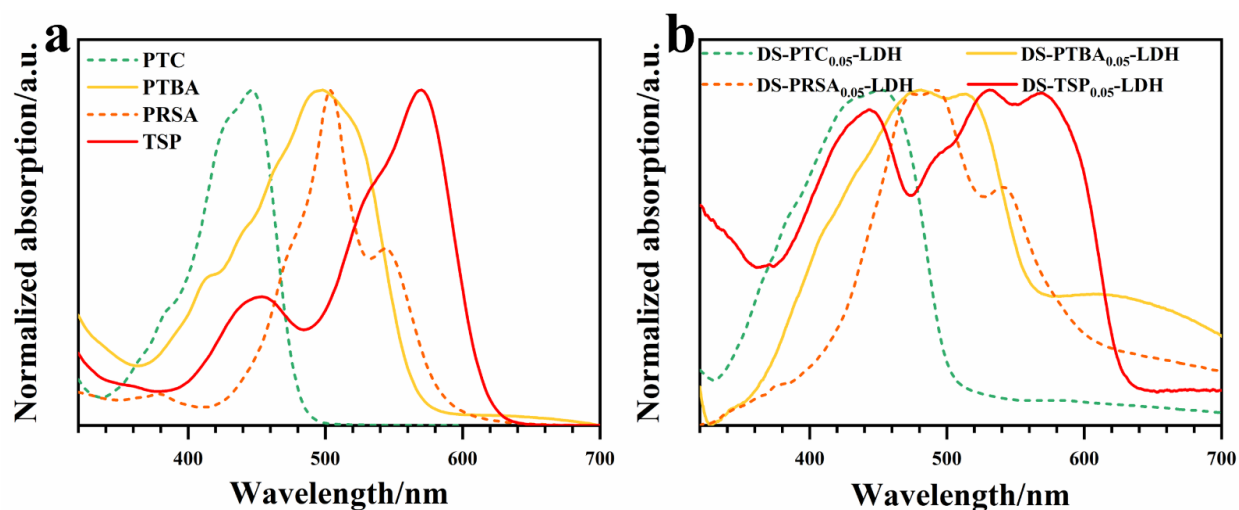 a
PTC
PTBA
PRSA
TSP
Normalized absorption/a.u.
400 500 600 700
Wavelength/nm
b
DS-PTC0.05-LDH DS-PTBA0.05-LDH
DS-PRSA0.05-LDH DS-TSP0.05-LDH
Normalized absorption/a.u.
400 500 600 700
Wavelength/nm